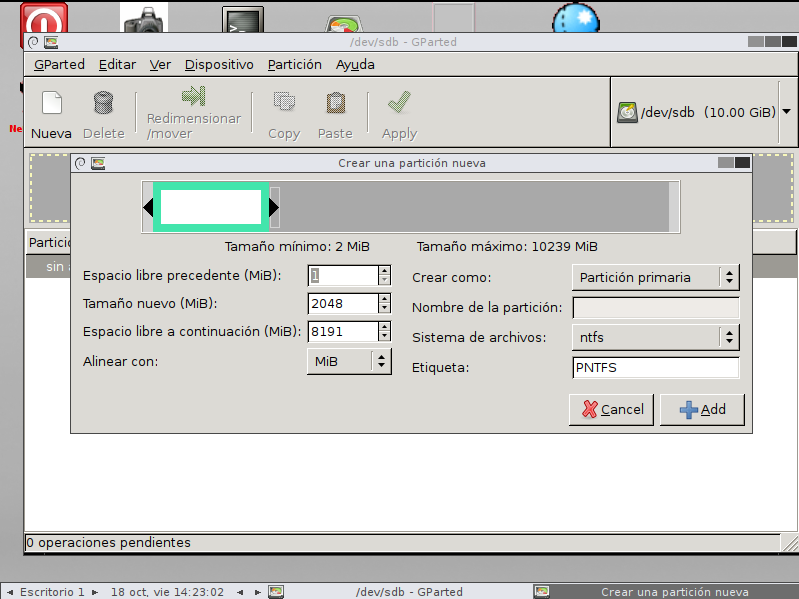 /dev/sdb - GParted
GParted Editar Ver Dispositivo Partición Ayuda
Nueva Delete Redimensionar
/mover Copy Paste Apply
/dev/sdb (10.00 GiB)
Ne
Crear una partición nueva
Tamaño mínimo: 2 MiB Tamaño máximo: 10239 MiB
Partici
sin
Espacio libre precedente (MiB): 1
Tamaño nuevo (MiB): 2048
Espacio libre a continuación (MiB): 8191
Alinear con: MiB
Crear como: Partición primaria
Nombre de la partición:
Sistema de archivos: ntfs
Etiqueta: PNTFS
Cancel Add
0 operaciones pendientes
Escritorio 1 18 oct, vie 14:23:02 /dev/sdb - GParted Crear una partición nueva